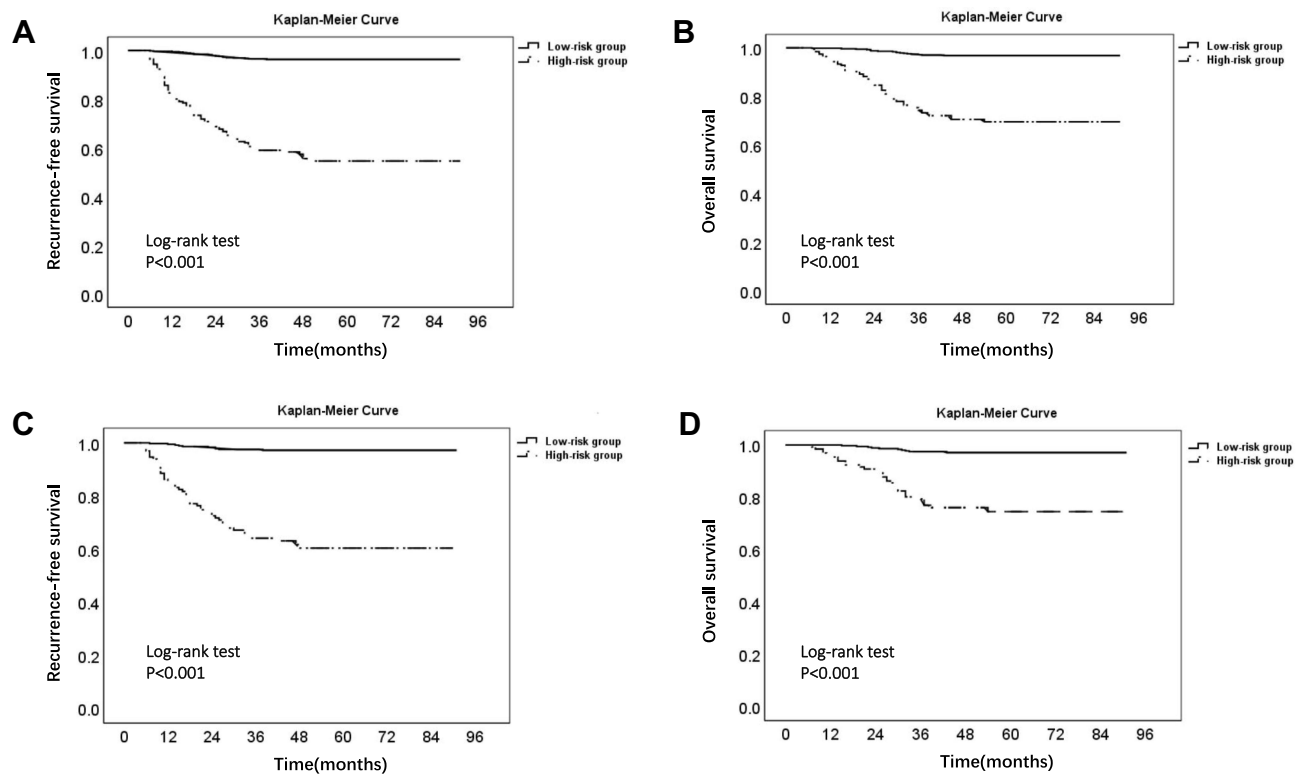 A
Kaplan-Meier Curve
Low-risk group
High-risk group
Recurrence-free survival
1.0
0.8
0.6
0.4
0.2
0.0
Log-rank test
P<0.001
0 12 24 36 48 60 72 84 96
Time(months)
B
Kaplan-Meier Curve
Low-risk group
High-risk group
Overall survival
1.0
0.8
0.6
0.4
0.2
0.0
Log-rank test
P<0.001
0 12 24 36 48 60 72 84 96
Time(months)
C
Kaplan-Meier Curve
Low-risk group
High-risk group
Recurrence-free survival
1.0
0.8
0.6
0.4
0.2
0.0
Log-rank test
P<0.001
0 12 24 36 48 60 72 84 96
Time(months)
D
Kaplan-Meier Curve
Low-risk group
High-risk group
Overall survival
1.0
0.8
0.6
0.4
0.2
0.0
Log-rank test
P<0.001
0 12 24 36 48 60 72 84 96
Time(months)